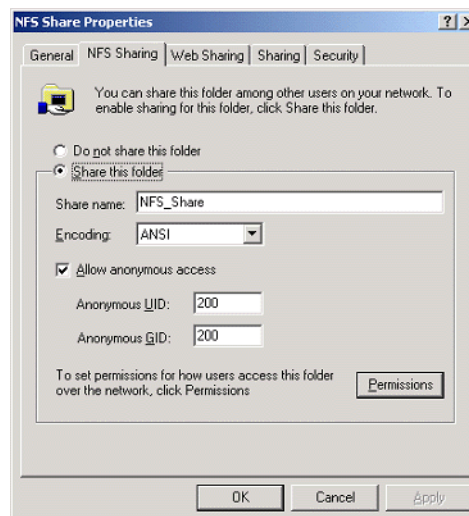 NFS Share Properties
General NFS Sharing Web Sharing Sharing Security
You can share this folder among other users on your network. To
enable sharing for this folder, click Share this folder.
Do not share this folder
Share this folder
Share name: NFS_Share
Encoding: ANSI
Allow anonymous access
Anonymous UID: 200
Anonymous GID: 200
To set permissions for how users access this folder
over the network, click Permissions
Permissions
OK Cancel Apply